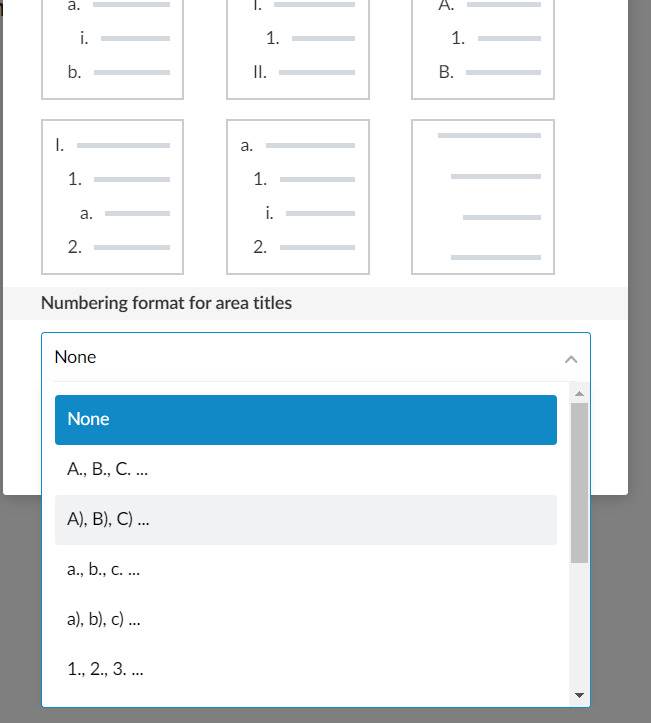 a. I. A.
i. 1. 1.
b. II. B.
I. a.
1. 1.
a. i.
2. 2.
Numbering format for area titles
None
None
A., B., C. ...
A), B), C) ...
a., b., c. ...
a), b), c) ...
1., 2., 3. ...